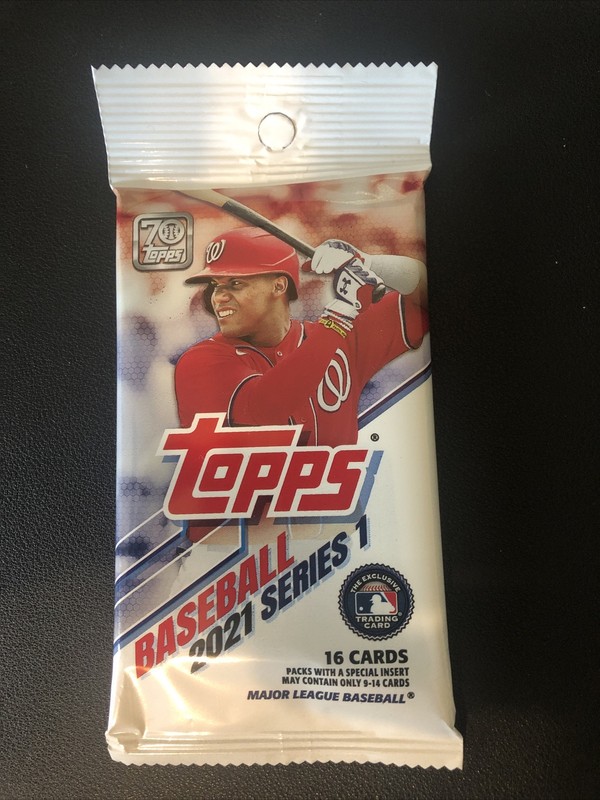 70
TOPPS
W
W
TOPPS®
BASEBALL
2021 SERIES 1
THE EXCLUSIVE
TRADING
CARD
16 CARDS
PACKS WITH A SPECIAL INSERT
MAY CONTAIN ONLY 9-14 CARDS
MAJOR LEAGUE BASEBALL®